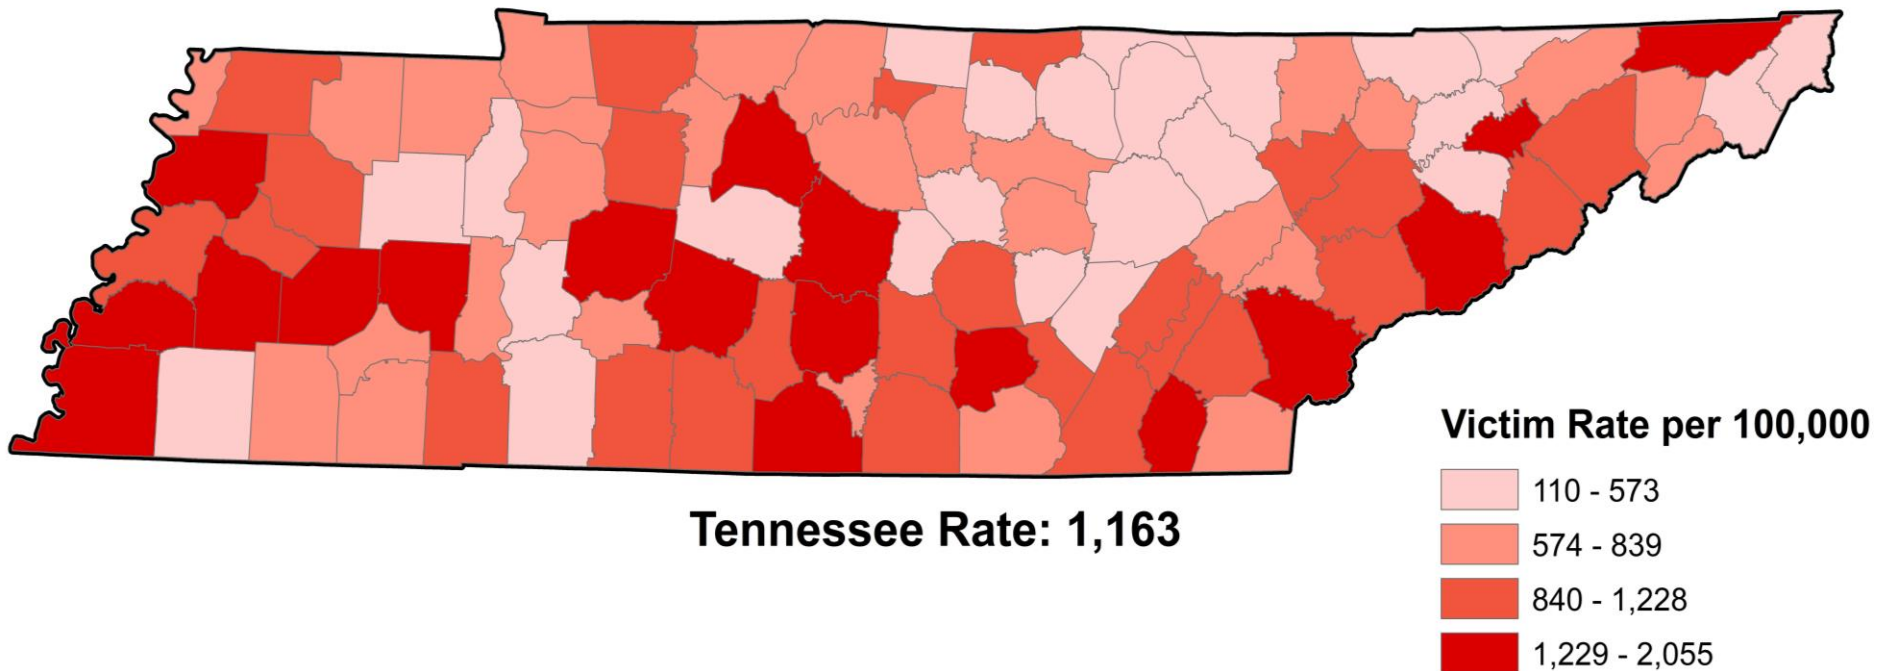 Tennessee Rate: 1,163
Victim Rate per 100,000
110 - 573
574 - 839
840 - 1,228
1,229 - 2,055